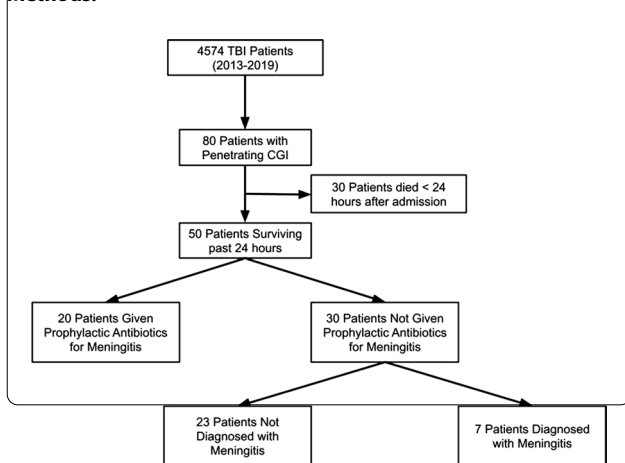 4574 TBI Patients
(2013-2019)
80 Patients with
Penetrating CGI
30 Patients died < 24
hours after admission
50 Patients Surviving
past 24 hours
20 Patients Given
Prophylactic Antibiotics
for Meningitis
30 Patients Not Given
Prophylactic Antibiotics
for Meningitis
23 Patients Not
Diagnosed with
Meningitis
7 Patients Diagnosed
with Meningitis